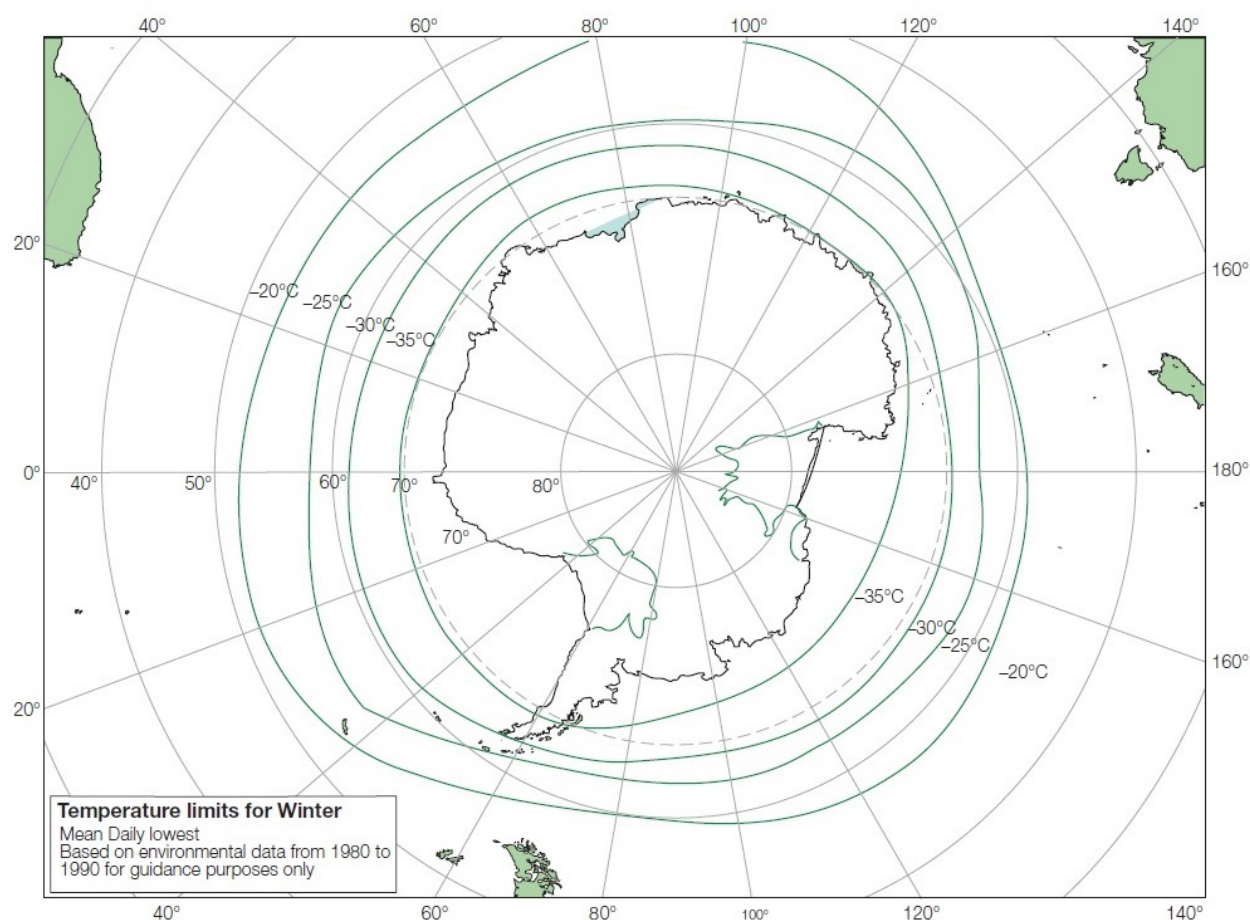 40° 60° 80° 100° 120° 140°
20°
160°
–20°C
–25°C
–30°C
–35°C
0° 40° 50° 60° 70° 80° 180°
70°
–35°C
–30°C
–25°C
–20°C
160°
20°
Temperature limits for Winter
Mean Daily lowest
Based on environmental data from 1980 to
1990 for guidance purposes only
40° 60° 80° 100° 120° 140°